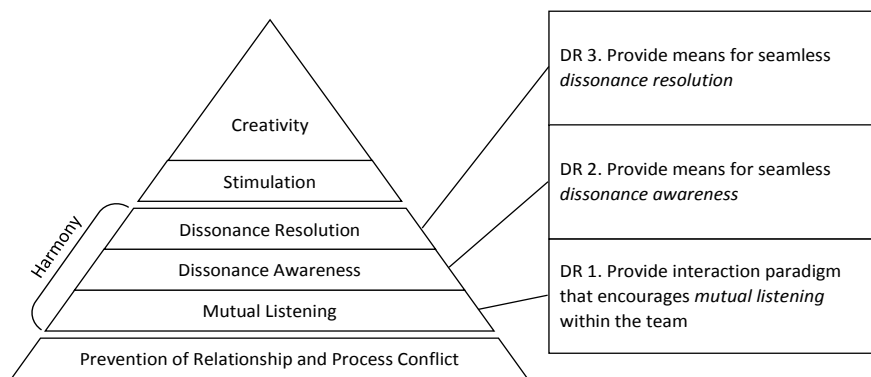 Creativity
Stimulation
Dissonance Resolution
Dissonance Awareness
Mutual Listening
Prevention of Relationship and Process Conflict
Harmony
DR 3. Provide means for seamless
dissonance resolution
DR 2. Provide means for seamless
dissonance awareness
DR 1. Provide interaction paradigm
that encourages mutual listening
within the team